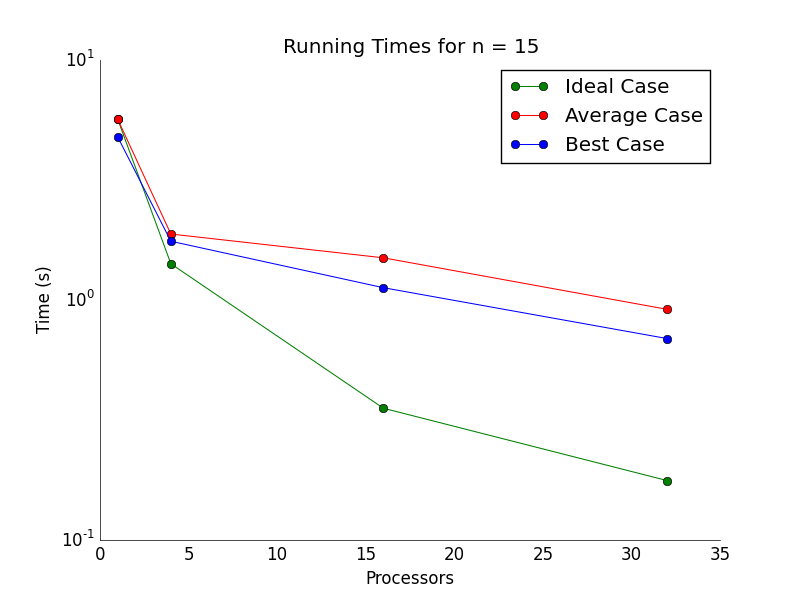 Running Times for n = 15
10^1
Ideal Case
Average Case
Best Case
10^0
Time (s)
10^-1
0 5 10 15 20 25 30 35
Processors